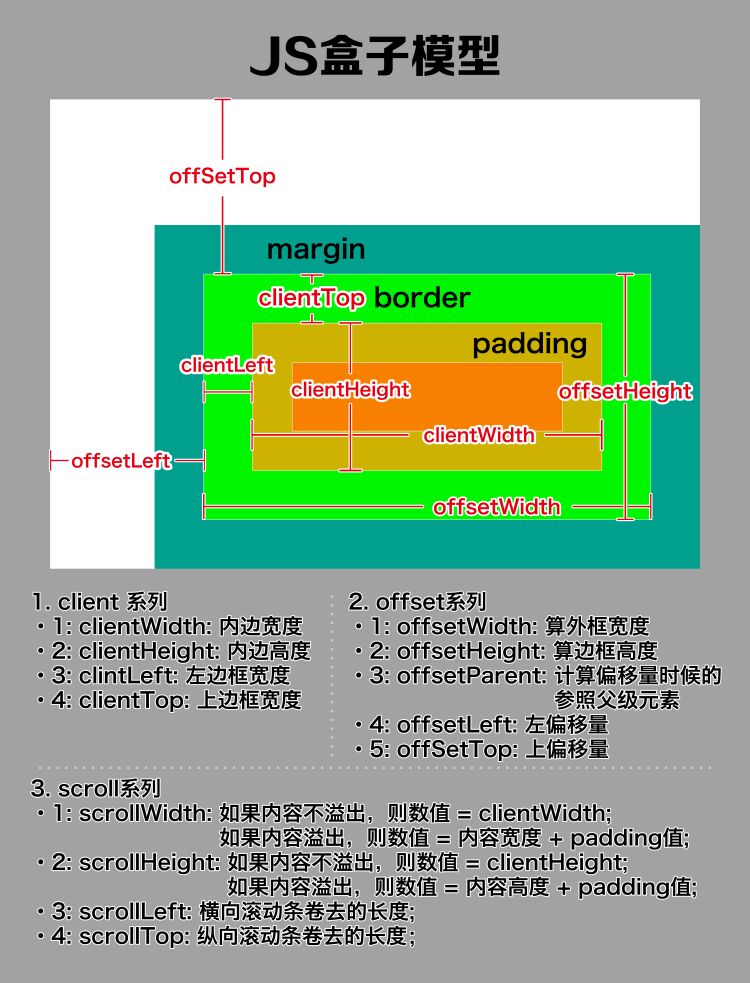 JS盒子模型
offSetTop
margin
clientTop border
padding
clientLeft
clientHeight
offsetHeight
clientWidth
offsetLeft
offsetWidth
1. client 系列
・1: clientWidth: 内边宽度
・2: clientHeight: 内边高度
・3: clintLeft: 左边框宽度
・4: clientTop: 上边框宽度
2. offset系列
・1: offsetWidth: 算外框宽度
・2: offsetHeight: 算边框高度
・3: offsetParent: 计算偏移量时候的
参照父级元素
・4: offsetLeft: 左偏移量
・5: offSetTop: 上偏移量
3. scroll系列
・1: scrollWidth: 如果内容不溢出，则数值 = clientWidth;
如果内容溢出，则数值 = 内容宽度 + padding值;
・2: scrollHeight: 如果内容不溢出，则数值 = clientHeight;
如果内容溢出，则数值 = 内容高度 + padding值;
・3: scrollLeft: 横向滚动条卷去的长度;
・4: scrollTop: 纵向滚动条卷去的长度;